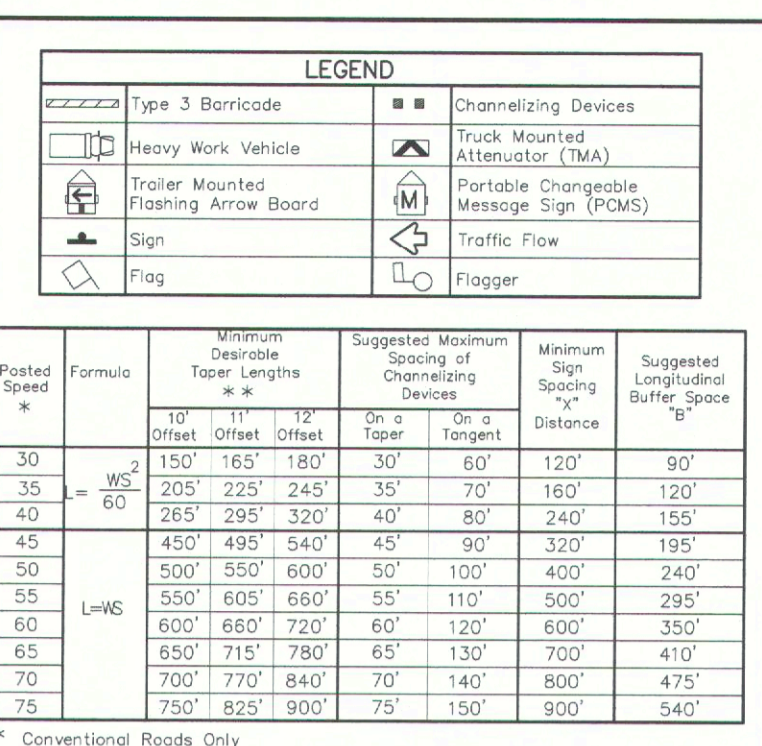 LEGEND
Type 3 Barricade
Channelizing Devices
Heavy Work Vehicle
Truck Mounted
Attenuator (TMA)
Trailer Mounted
Flashing Arrow Board
M
Portable Changeable
Message Sign (PCMS)
Sign
Traffic Flow
Flag
Flagger
Posted
Speed
*
Formula
Minimum
Desirable
Taper Lengths
* *
Suggested Maximum
Spacing of
Channelizing
Devices
Minimum
Sign
Spacing
"X"
Distance
Suggested
Longitudinal
Buffer Space
"B"
10'
Offset
11'
Offset
12'
Offset
On a
Taper
On a
Tangent
30 L= WS²/60 150' 165' 180' 30' 60' 120' 90'
35 205' 225' 245' 35' 70' 160' 120'
40 265' 295' 320' 40' 80' 240' 155'
45 L=WS 450' 495' 540' 45' 90' 320' 195'
50 500' 550' 600' 50' 100' 400' 240'
55 550' 605' 660' 55' 110' 500' 295'
60 600' 660' 720' 60' 120' 600' 350'
65 650' 715' 780' 65' 130' 700' 410'
70 700' 770' 840' 70' 140' 800' 475'
75 750' 825' 900' 75' 150' 900' 540'
* Conventional Roads Only